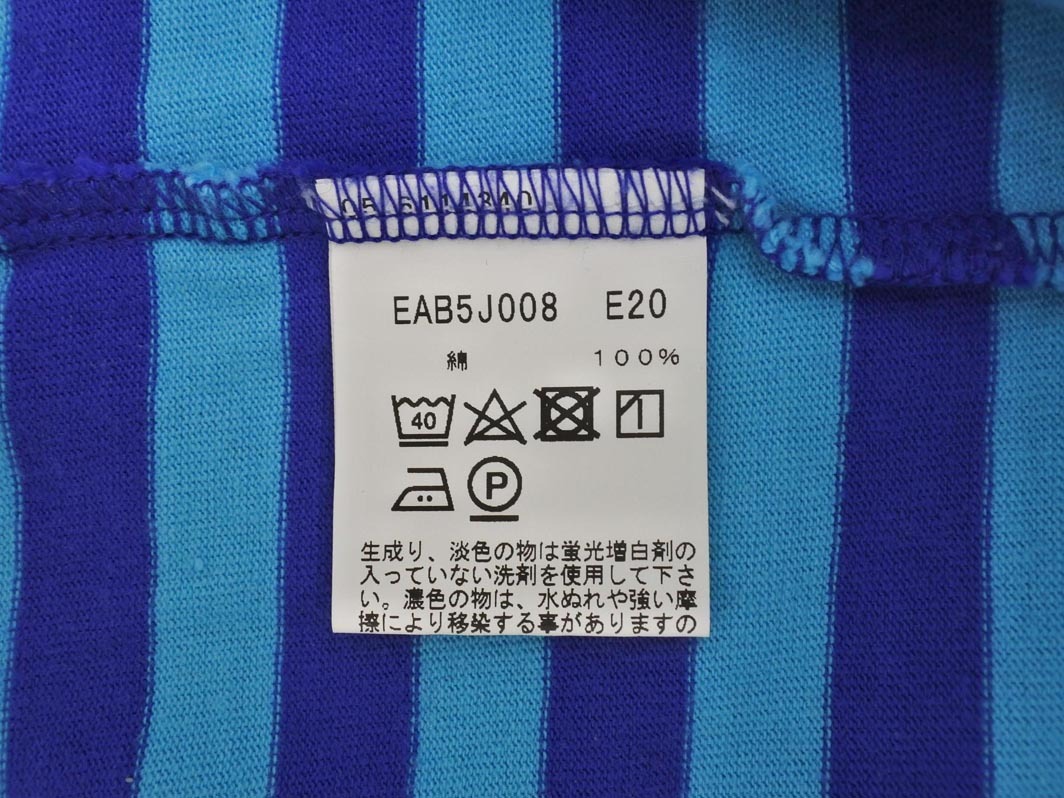 EAB5J008 E20
綿 100%
40
P
生成り、淡色の物は蛍光増白剤の
入っていない洗剤を使用して下さ
い。濃色の物は、水ぬれや強い摩
擦により移染する事がありますの